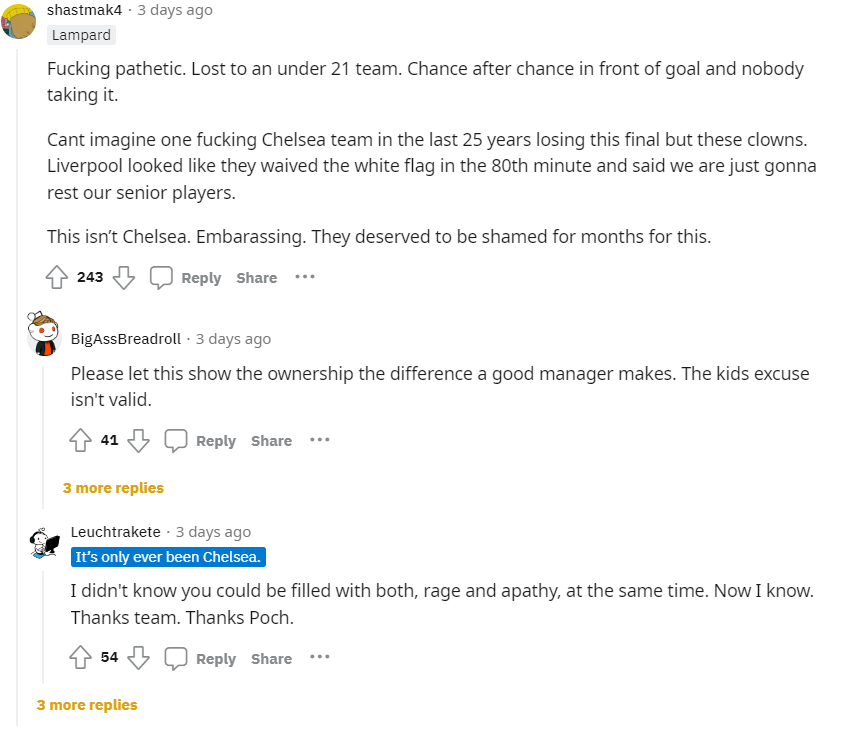 shastmak4 · 3 days ago
Lampard
Fucking pathetic. Lost to an under 21 team. Chance after chance in front of goal and nobody
taking it.
Cant imagine one fucking Chelsea team in the last 25 years losing this final but these clowns.
Liverpool looked like they waived the white flag in the 80th minute and said we are just gonna
rest our senior players.
This isn’t Chelsea. Embarassing. They deserved to be shamed for months for this.
243 Reply Share ···
BigAssBreadroll · 3 days ago
Please let this show the ownership the difference a good manager makes. The kids excuse
isn't valid.
41 Reply Share ···
3 more replies
Leuchtrakete · 3 days ago
It’s only ever been Chelsea.
I didn't know you could be filled with both, rage and apathy, at the same time. Now I know.
Thanks team. Thanks Poch.
54 Reply Share ···
3 more replies